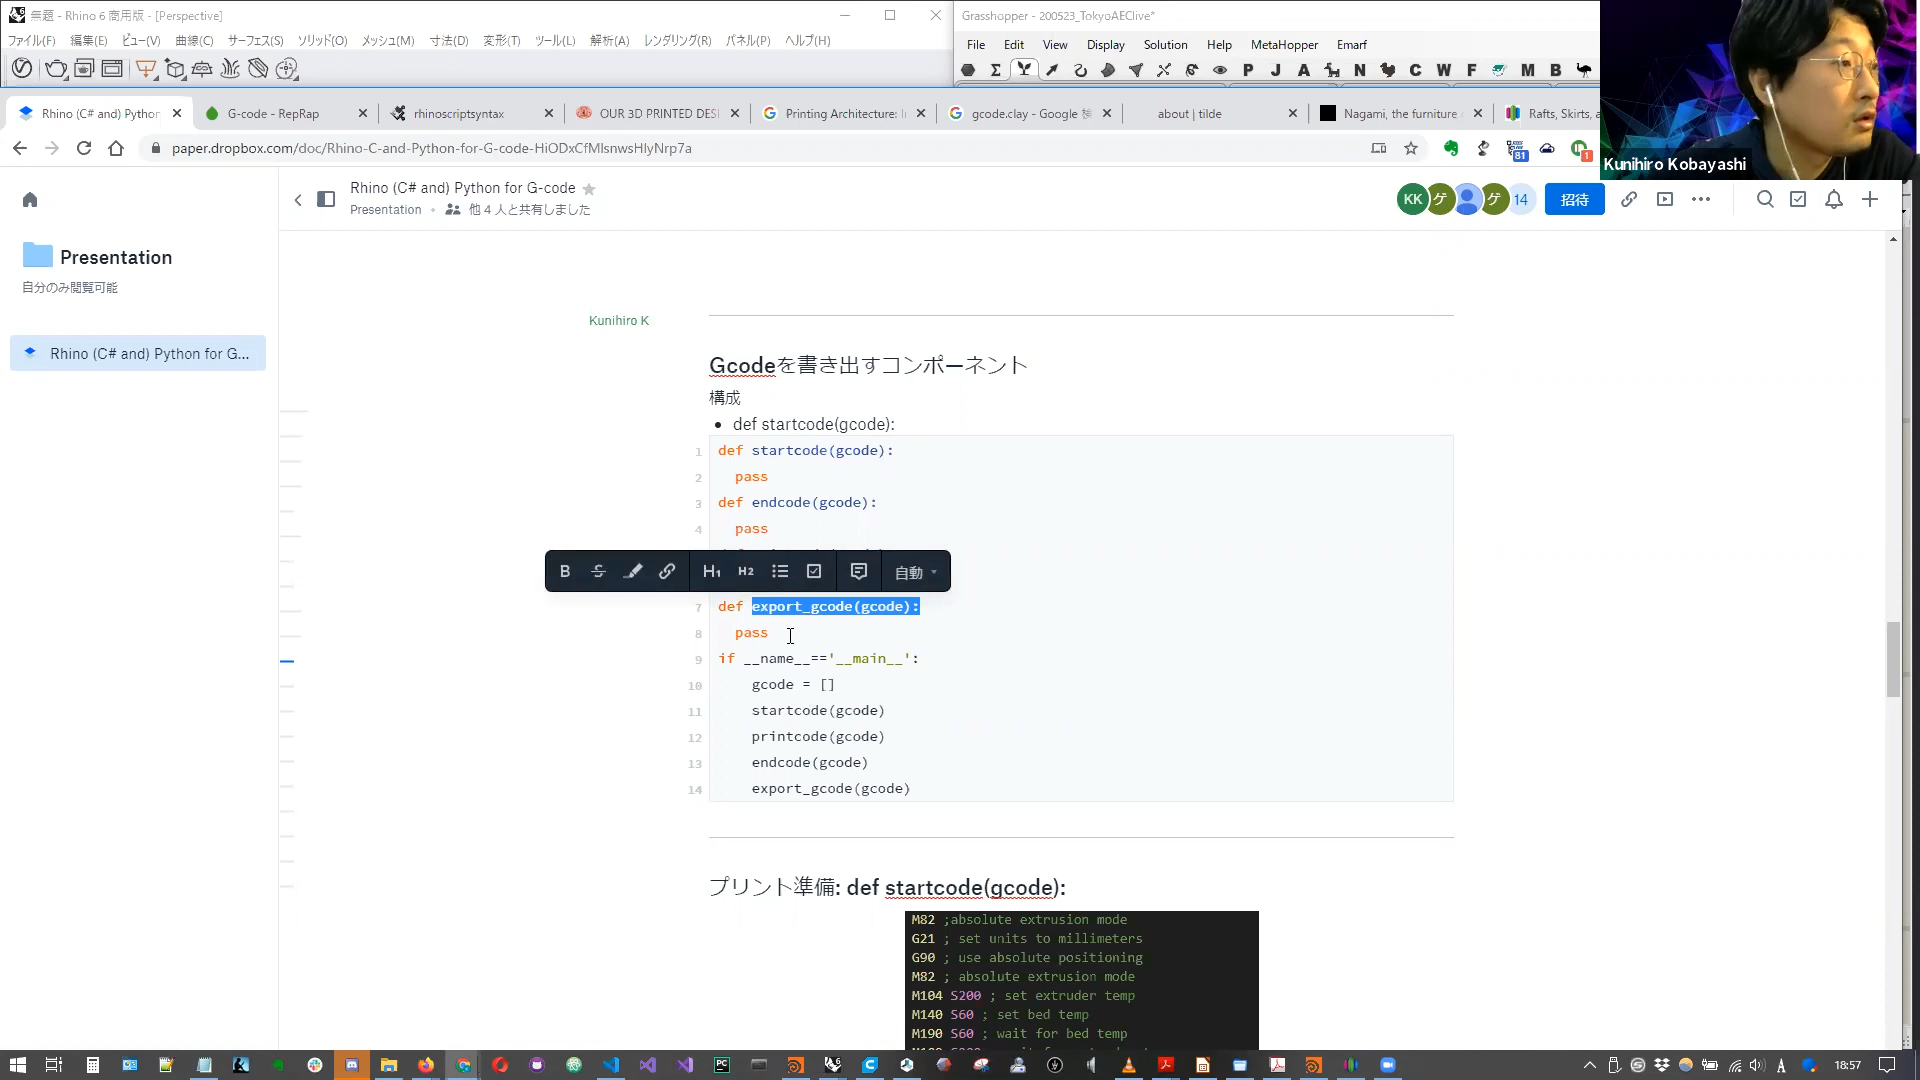 無題 - Rhino 6 商用版 - [Perspective]
ファイル(F) 編集(E) ビュー(V) 曲線(C) サーフェス(S) ソリッド(O) メッシュ(M) 寸法(D) 変形(T) ツール(L) 解析(A) レンダリング(R) パネル(P) ヘルプ(H)
Grasshopper - 200523_TokyoAEClive*
File Edit View Display Solution Help MetaHopper Emarf
P J A N C W F M B
Rhino (C# and) Python
G-code - RepRap
rhinoscriptsyntax
OUR 3D PRINTED DESI
Printing Architecture: I
gcode.clay - Google
about | tilde
Nagami, the furniture
Rafts, Skirts, a
paper.dropbox.com/doc/Rhino-C-and-Python-for-G-code-HiODxCfMlsnwsHlyNrp7a
81
1
Kunihiro Kobayashi
Rhino (C# and) Python for G-code
Presentation • 他 4 人と共有しました
KK ゲ ゲ 14 招待
Presentation
自分のみ閲覧可能
Rhino (C# and) Python for G...
Kunihiro K
Gcodeを書き出すコンポーネント
構成
• def startcode(gcode):
1 def startcode(gcode):
2 pass
3 def endcode(gcode):
4 pass
B S H1 H2 自動
7 def export_gcode(gcode):
8 pass
9 if __name__=='__main__':
10 gcode = []
11 startcode(gcode)
12 printcode(gcode)
13 endcode(gcode)
14 export_gcode(gcode)
プリント準備: def startcode(gcode):
M82 ;absolute extrusion mode
G21 ; set units to millimeters
G90 ; use absolute positioning
M82 ; absolute extrusion mode
M104 S200 ; set extruder temp
M140 S60 ; set bed temp
M190 S60 ; wait for bed temp
A 18:57